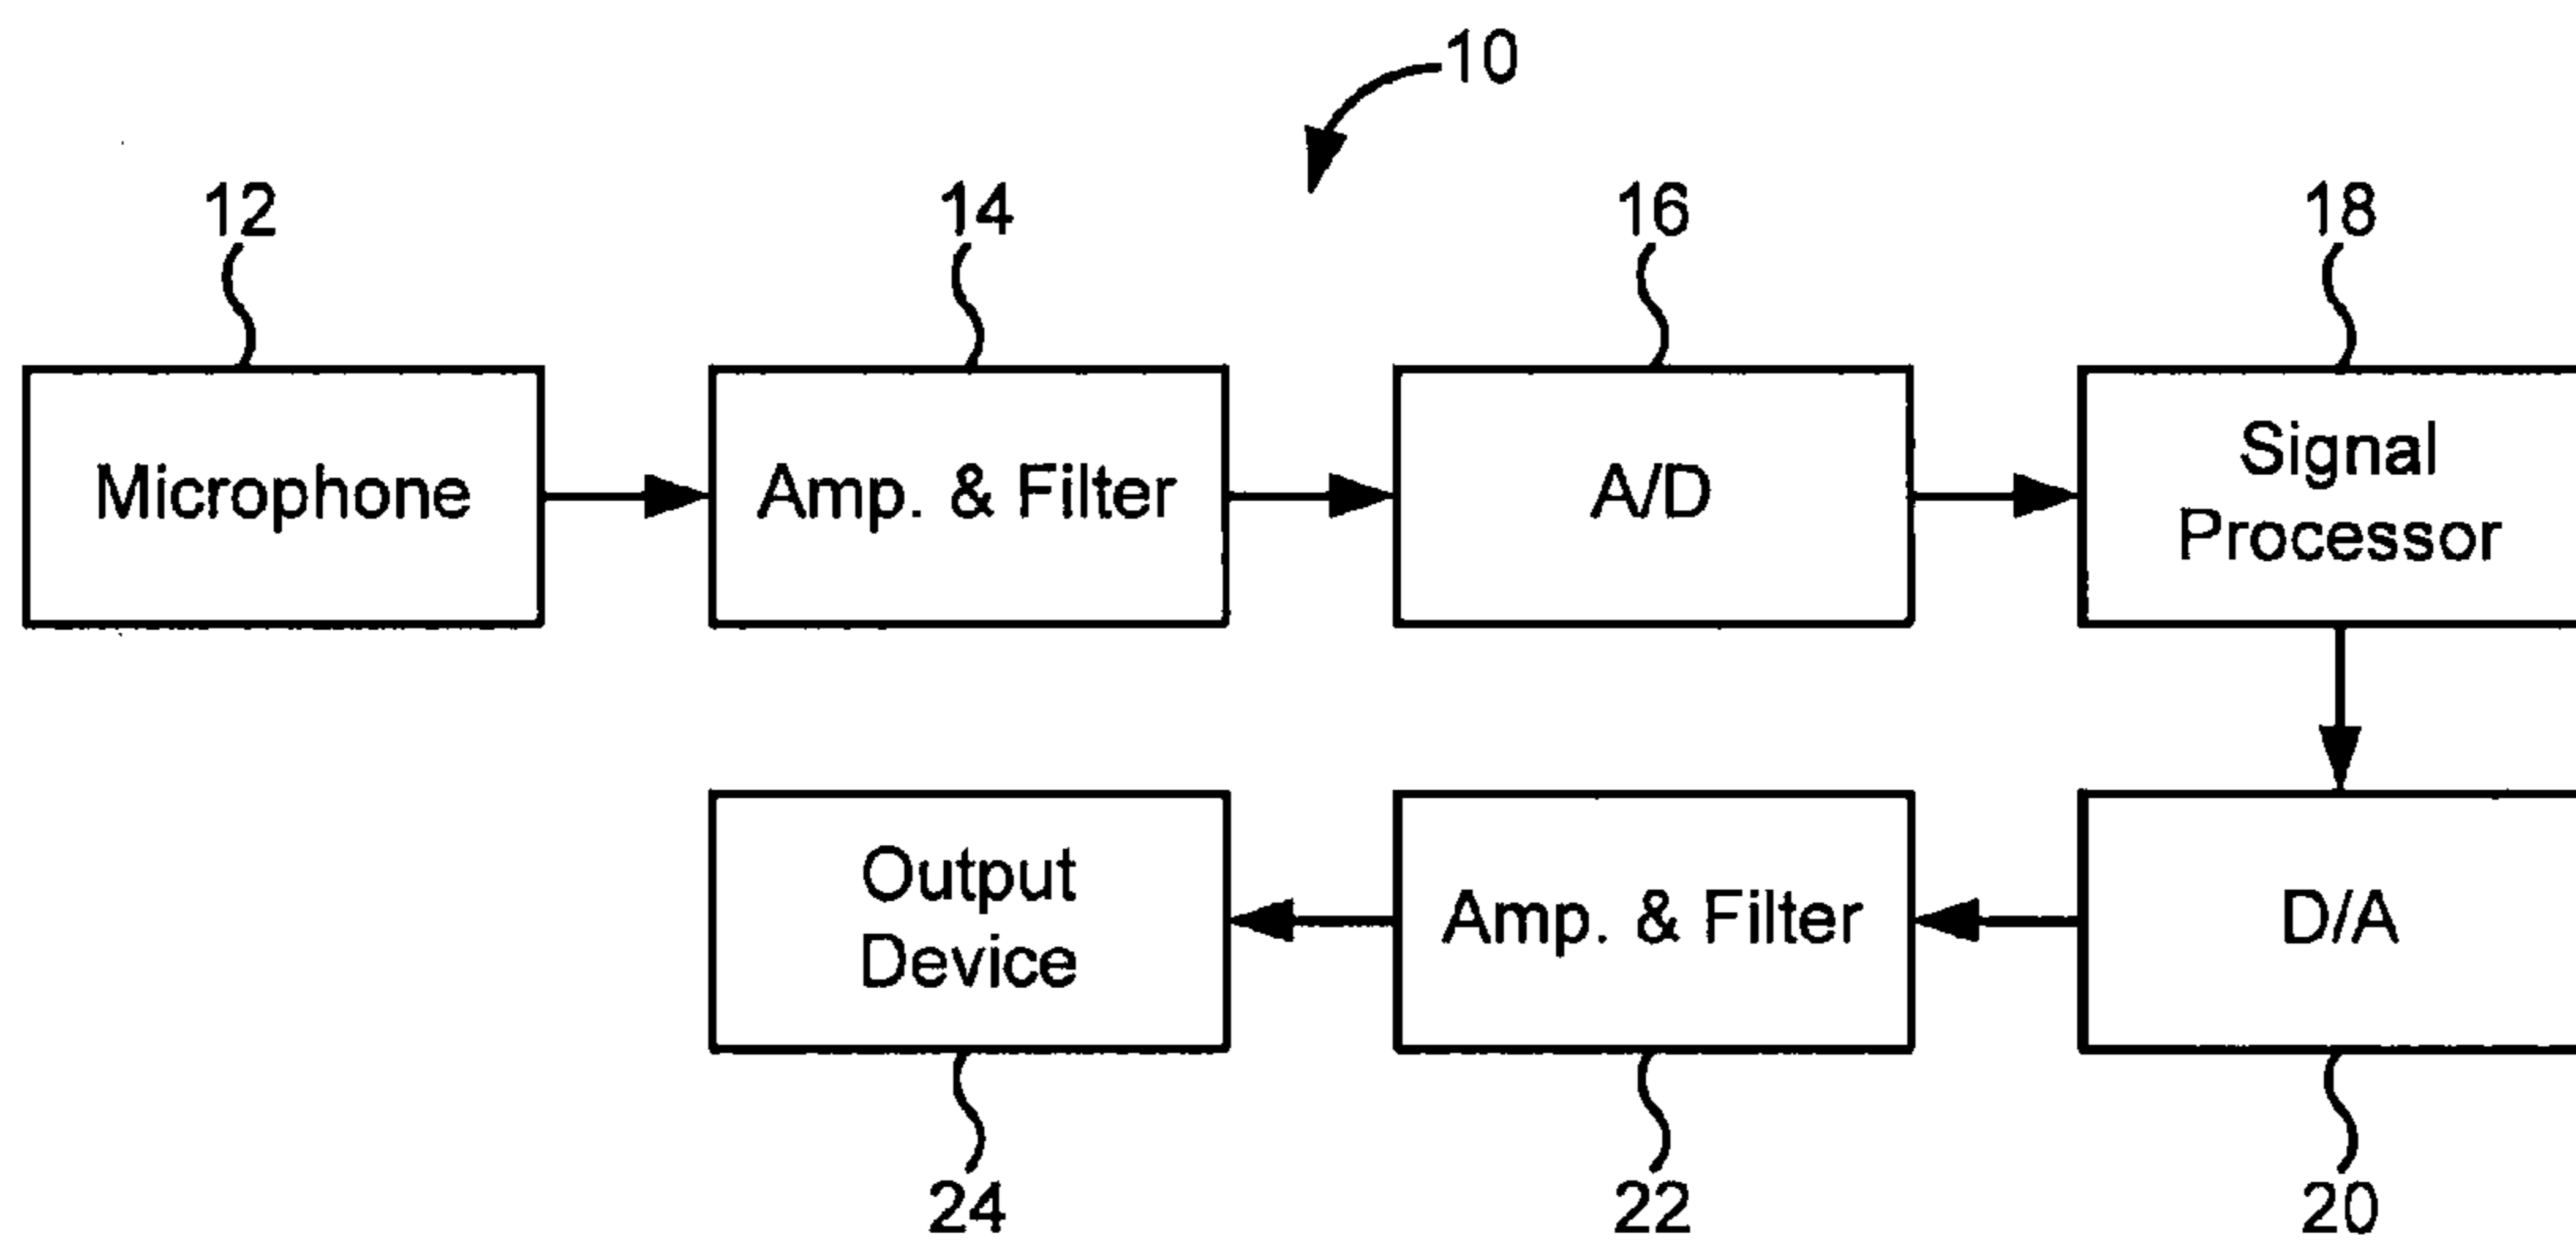 10
12
14
16
18
Microphone
Amp. & Filter
A/D
Signal
Processor
Output
Device
Amp. & Filter
D/A
24
22
20